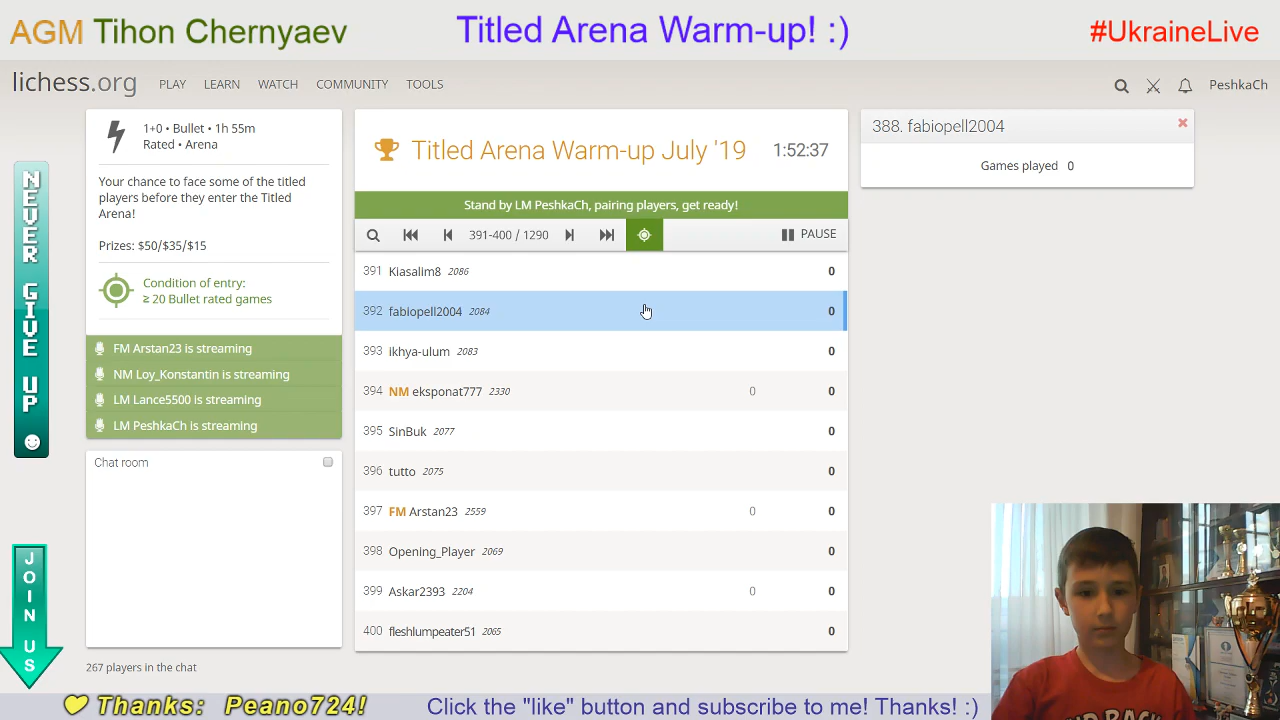 AGM Tihon Chernyaev
Titled Arena Warm-up! :)
#UkraineLive
lichess.org
PLAY
LEARN
WATCH
COMMUNITY
TOOLS
PeshkaCh
NEVER GIVE UP
JOIN US
1+0 • Bullet • 1h 55m
Rated • Arena
Your chance to face some of the titled
players before they enter the Titled
Arena!
Prizes: $50/$35/$15
Condition of entry:
≥ 20 Bullet rated games
FM Arstan23 is streaming
NM Loy_Konstantin is streaming
LM Lance5500 is streaming
LM PeshkaCh is streaming
Chat room
267 players in the chat
Titled Arena Warm-up July '19 1:52:37
Stand by LM PeshkaCh, pairing players, get ready!
391-400 / 1290 PAUSE
391 Kiasalim8 2086 0
392 fabiopell2004 2084 0
393 ikhya-ulum 2083 0
394 NM eksponat777 2330 0 0
395 SinBuk 2077 0
396 tutto 2075 0
397 FM Arstan23 2559 0 0
398 Opening_Player 2069 0
399 Askar2393 2204 0 0
400 fleshlumpeater51 2065 0
388. fabiopell2004
Games played 0
Thanks: Peano724!
Click the "like" button and subscribe to me! Thanks! :)